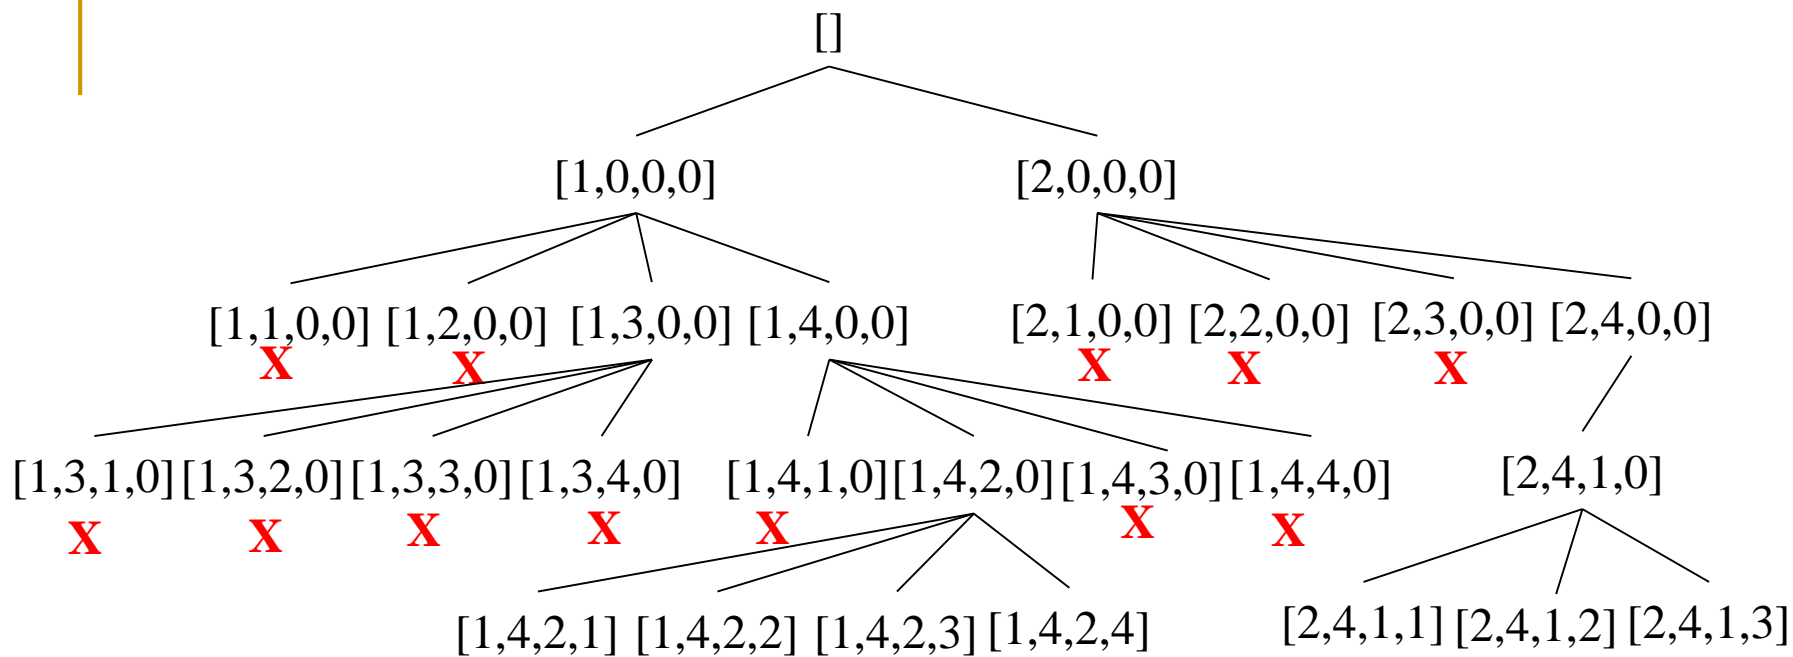 []
[1,0,0,0] [2,0,0,0]
[1,1,0,0] [1,2,0,0] [1,3,0,0] [1,4,0,0] [2,1,0,0] [2,2,0,0] [2,3,0,0] [2,4,0,0]
X X X X X
[1,3,1,0] [1,3,2,0] [1,3,3,0] [1,3,4,0] [1,4,1,0] [1,4,2,0] [1,4,3,0] [1,4,4,0] [2,4,1,0]
X X X X X X X
[1,4,2,1] [1,4,2,2] [1,4,2,3] [1,4,2,4] [2,4,1,1] [2,4,1,2] [2,4,1,3]